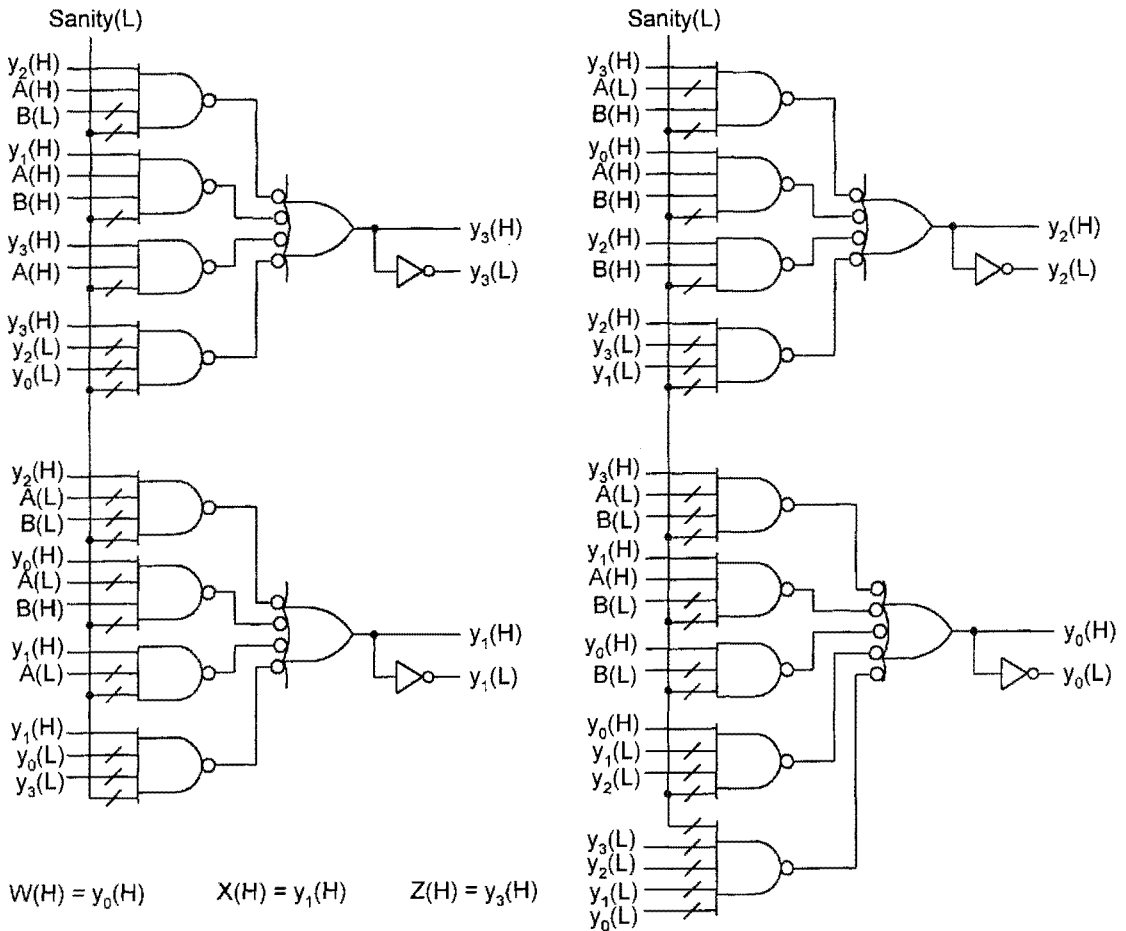 Sanity(L)
y₂(H)
A(H)
B(L)
y₁(H)
A(H)
B(H)
y₃(H)
A(H)
y₃(H)
y₂(L)
y₀(L)
y₃(H)
y₃(L)
Sanity(L)
y₃(H)
A(L)
B(H)
y₀(H)
A(H)
B(H)
y₂(H)
B(H)
y₂(H)
y₃(L)
y₁(L)
y₂(H)
y₂(L)
y₂(H)
A(L)
B(L)
y₀(H)
A(L)
B(H)
y₁(H)
A(L)
y₁(H)
y₀(L)
y₃(L)
y₁(H)
y₁(L)
y₃(H)
A(L)
B(L)
y₁(H)
A(H)
B(L)
y₀(H)
B(L)
y₀(H)
y₁(L)
y₂(L)
y₃(L)
y₂(L)
y₁(L)
y₀(L)
y₀(H)
y₀(L)
W(H) = y₀(H) X(H) = y₁(H) Z(H) = y₃(H)